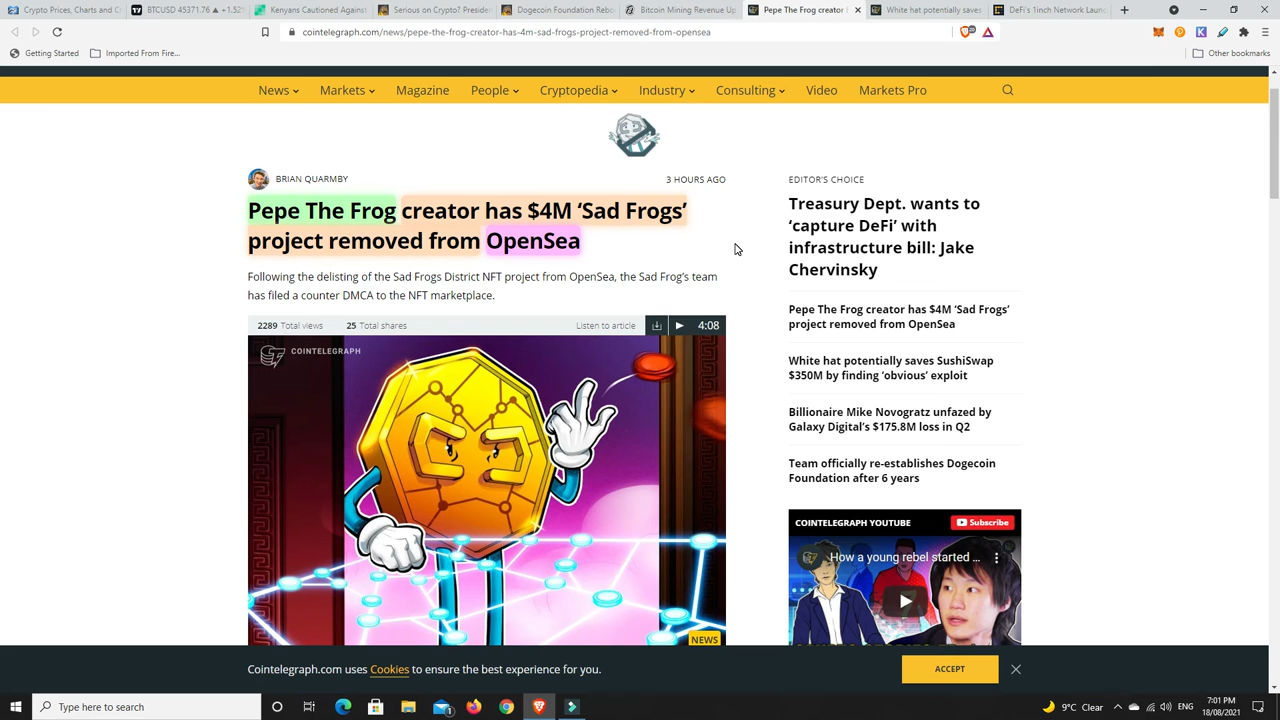 Crypto Prices, Charts and Cr
BTCUSD 45371.76 ▲ +1.52%
Kenyans Cautioned Against
Serious on Crypto? Presiden
Dogecoin Foundation Rebo
Bitcoin Mining Revenue Up
Pepe The Frog creator
White hat potentially saves
DeFi's 1inch Network Launc
cointelegraph.com/news/pepe-the-frog-creator-has-4m-sad-frogs-project-removed-from-opensea
Getting Started
Imported From Fire...
Other bookmarks
News
Markets
Magazine
People
Cryptopedia
Industry
Consulting
Video
Markets Pro
BRIAN QUARMBY
3 HOURS AGO
Pepe The Frog creator has $4M ‘Sad Frogs’
project removed from OpenSea
Following the delisting of the Sad Frogs District NFT project from OpenSea, the Sad Frog’s team
has filed a counter DMCA to the NFT marketplace.
2289 Total views
25 Total shares
Listen to article
4:08
COINTELEGRAPH
NEWS
EDITOR’S CHOICE
Treasury Dept. wants to
‘capture DeFi’ with
infrastructure bill: Jake
Chervinsky
Pepe The Frog creator has $4M ‘Sad Frogs’
project removed from OpenSea
White hat potentially saves SushiSwap
$350M by finding ‘obvious’ exploit
Billionaire Mike Novogratz unfazed by
Galaxy Digital’s $175.8M loss in Q2
Team officially re-establishes Dogecoin
Foundation after 6 years
COINTELEGRAPH YOUTUBE
Subscribe
How a young rebel started ...
Cointelegraph.com uses Cookies to ensure the best experience for you.
ACCEPT
Type here to search
9°C Clear
ENG
7:01 PM
18/08/2021